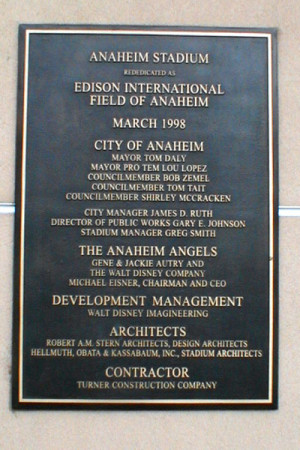 ANAHEIM STADIUM
REDEDICATED AS
EDISON INTERNATIONAL
FIELD OF ANAHEIM
MARCH 1998
CITY OF ANAHEIM
MAYOR TOM DALY
MAYOR PRO TEM LOU LOPEZ
COUNCILMEMBER BOB ZEMEL
COUNCILMEMBER TOM TAIT
COUNCILMEMBER SHIRLEY MCCRACKEN
CITY MANAGER JAMES D. RUTH
DIRECTOR OF PUBLIC WORKS GARY E. JOHNSON
STADIUM MANAGER GREG SMITH
THE ANAHEIM ANGELS
GENE & JACKIE AUTRY AND
THE WALT DISNEY COMPANY
MICHAEL EISNER, CHAIRMAN AND CEO
DEVELOPMENT MANAGEMENT
WALT DISNEY IMAGINEERING
ARCHITECTS
ROBERT A.M. STERN ARCHITECTS, DESIGN ARCHITECTS
HELLMUTH, OBATA & KASSABAUM, INC., STADIUM ARCHITECTS
CONTRACTOR
TURNER CONSTRUCTION COMPANY